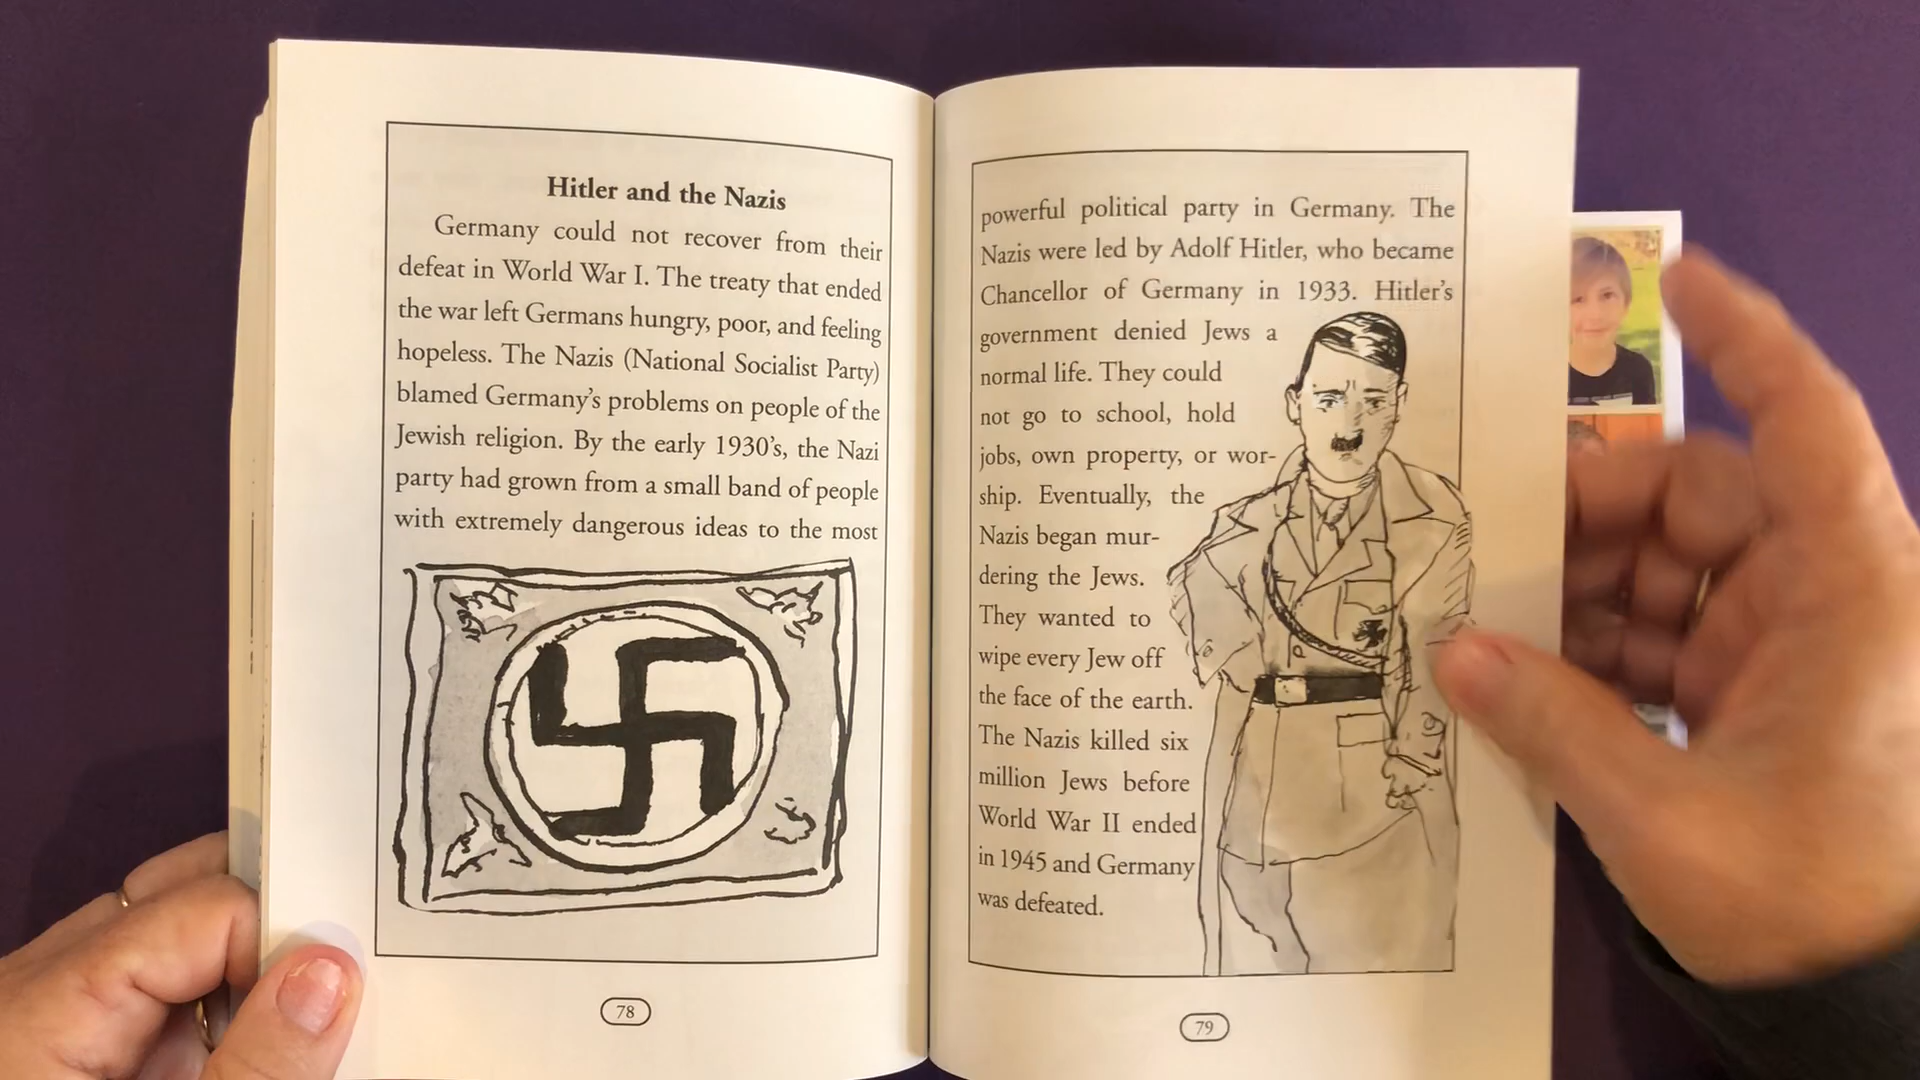 Hitler and the Nazis
Germany could not recover from their
defeat in World War I. The treaty that ended
the war left Germans hungry, poor, and feeling
hopeless. The Nazis (National Socialist Party)
blamed Germany's problems on people of the
Jewish religion. By the early 1930's, the Nazi
party had grown from a small band of people
with extremely dangerous ideas to the most
78
powerful political party in Germany. The
Nazis were led by Adolf Hitler, who became
Chancellor of Germany in 1933. Hitler's
government denied Jews a
normal life. They could
not go to school, hold
jobs, own property, or wor-
ship. Eventually, the
Nazis began mur-
dering the Jews.
They wanted to
wipe every Jew off
the face of the earth.
The Nazis killed six
million Jews before
World War II ended
in 1945 and Germany
was defeated.
79